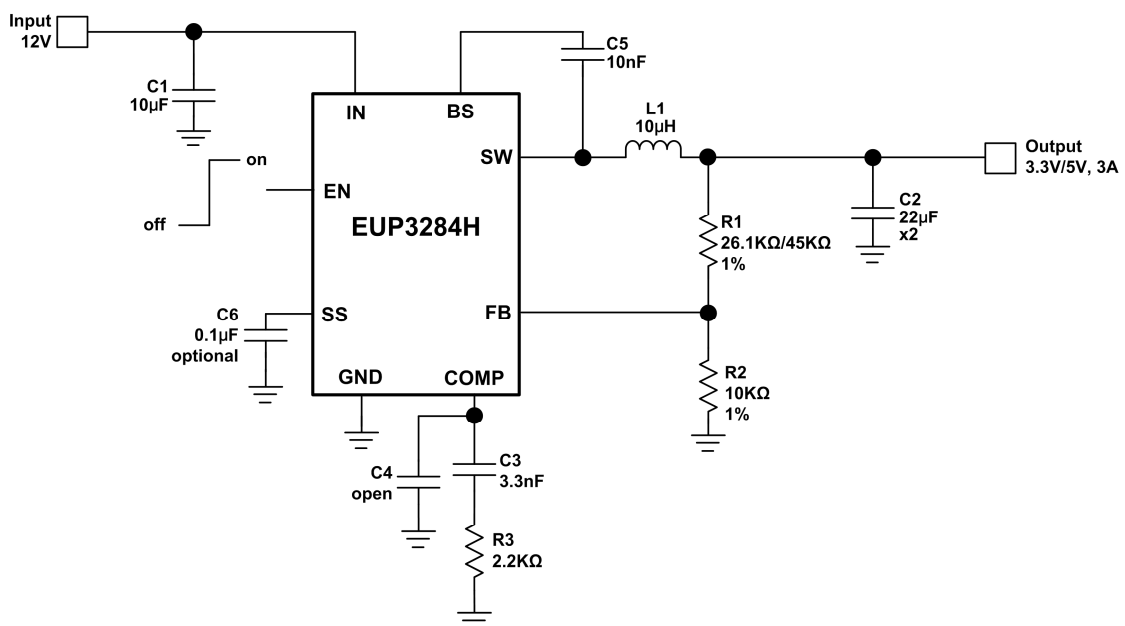 Input
12V
C1
10µF
IN
BS
C5
10nF
L1
10µH
SW
Output
3.3V/5V, 3A
on
off
EN
EUP3284H
R1
26.1KΩ/45KΩ
1%
C2
22µF
x2
C6
0.1µF
optional
SS
FB
GND
COMP
R2
10KΩ
1%
C4
open
C3
3.3nF
R3
2.2KΩ